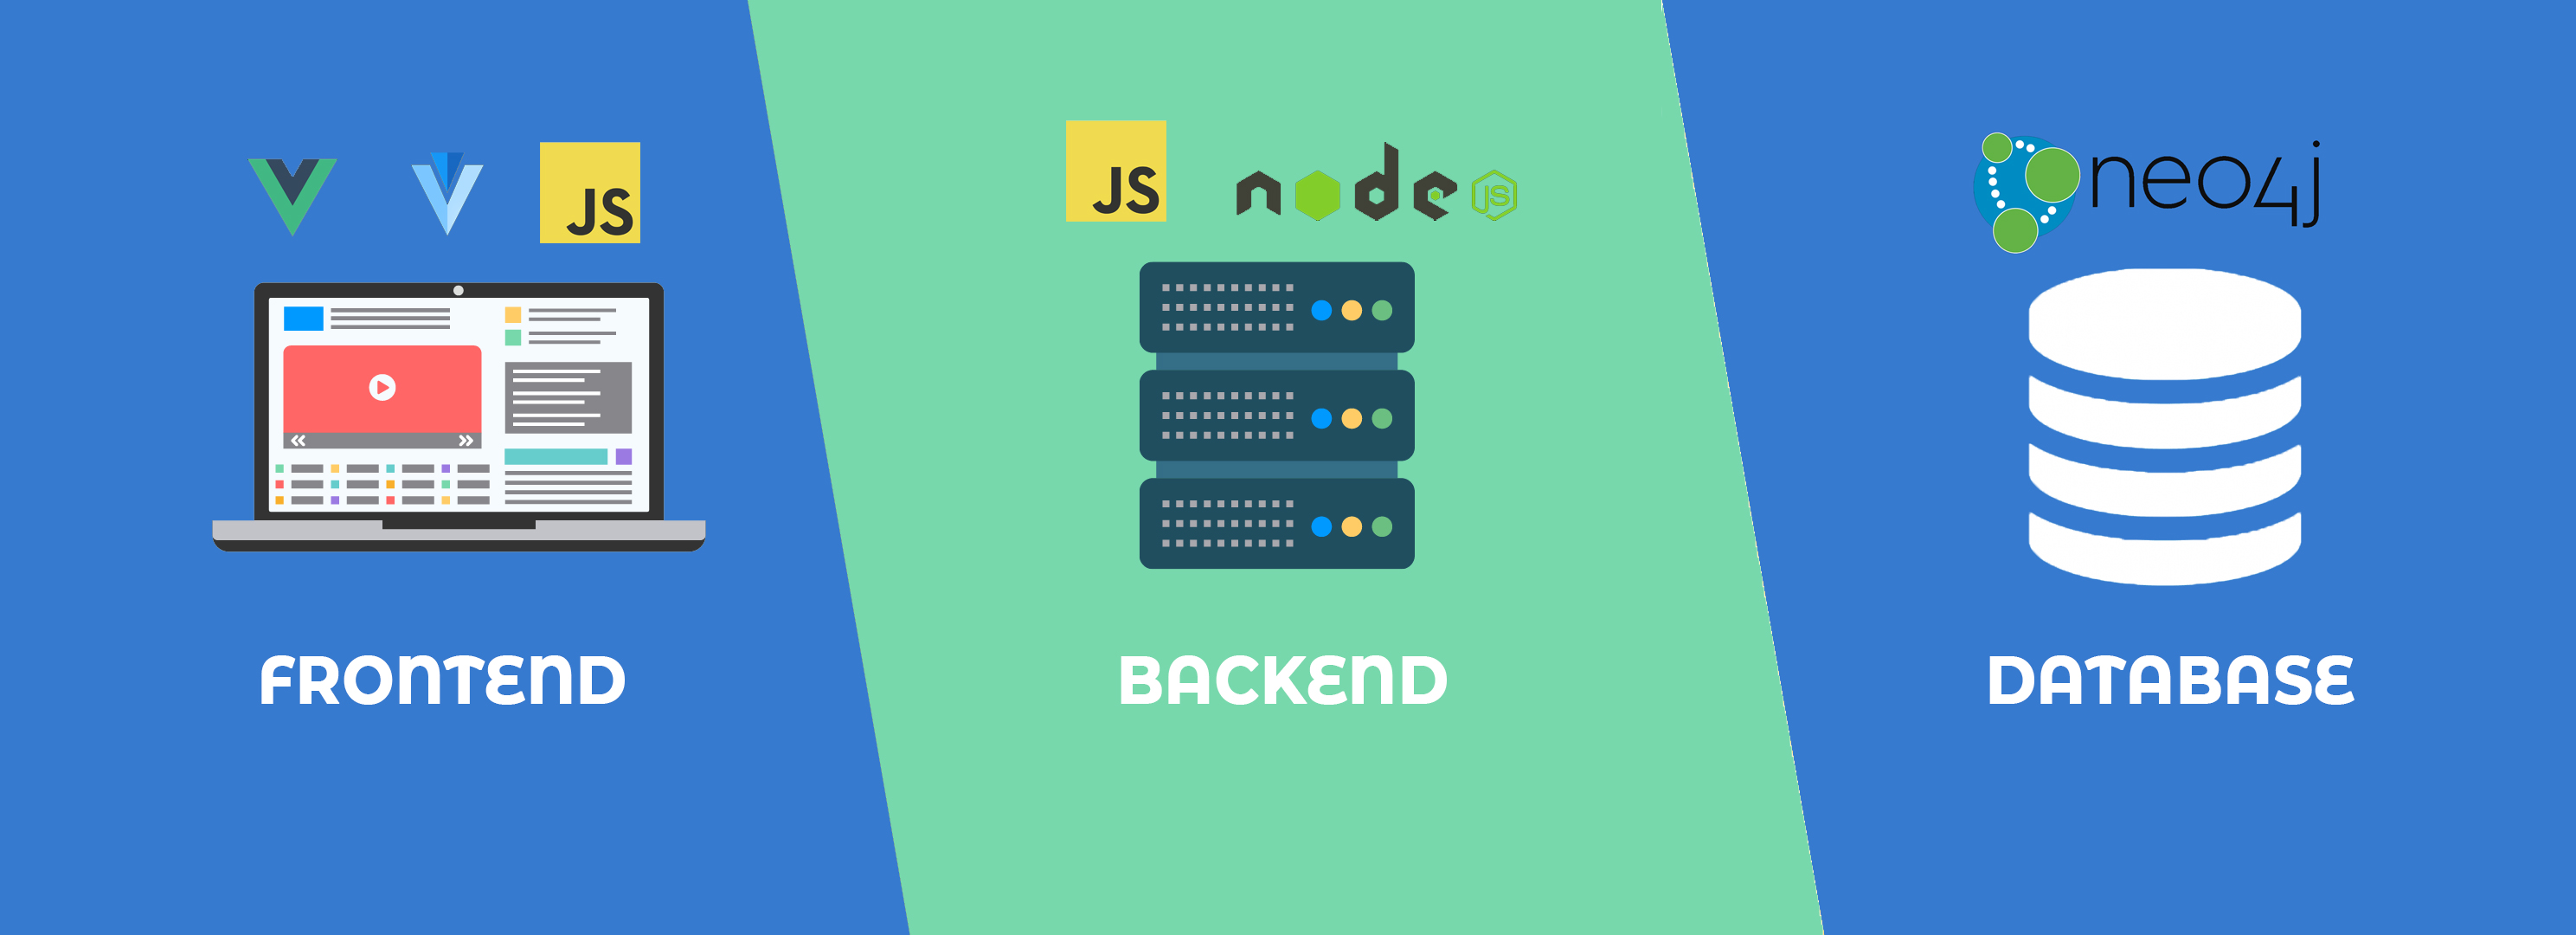 JS
JS
node
JS
neo4j
FRONTEND
BACKEND
DATABASE